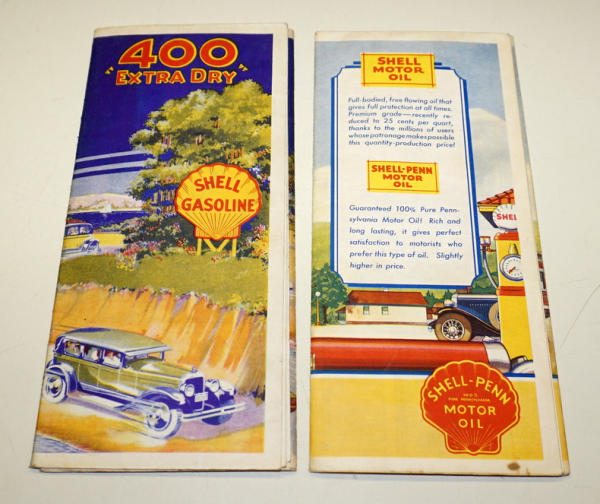 "400"
"EXTRA DRY"
SHELL
GASOLINE
SHELL
MOTOR
OIL
Full-bodied, free flowing oil that
gives full protection at all times.
Premium grade—recently re-
duced to 25 cents per quart,
thanks to the millions of users
whose patronage makes possible
this quantity-production price!
SHELL-PENN
MOTOR
OIL
Guaranteed 100% Pure Penn-
sylvania Motor Oil! Rich and
long lasting, it gives perfect
satisfaction to motorists who
prefer this type of oil. Slightly
higher in price.
SHEL
SHELL-PENN
PURE PENNSYLVANIA
MOTOR
OIL